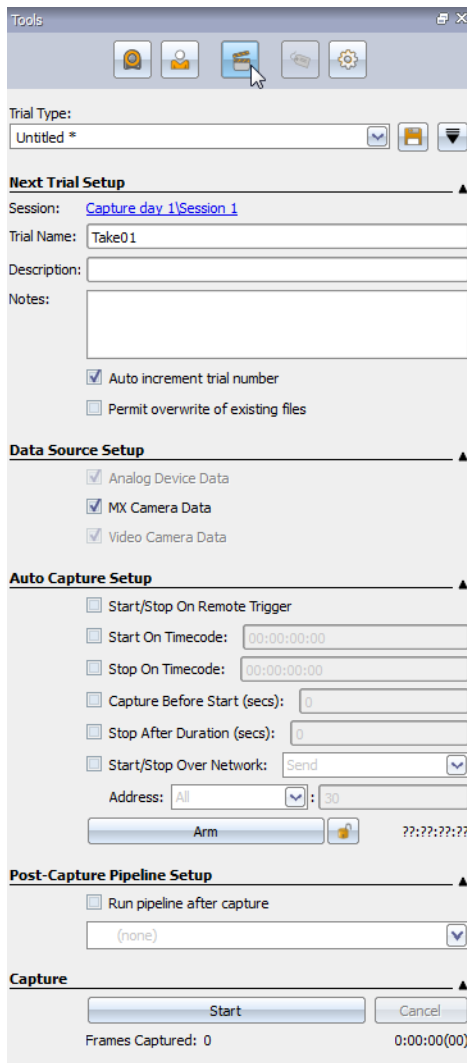 Tools
Trial Type:
Untitled *
Next Trial Setup
Session: Capture day 1\Session 1
Trial Name: Take01
Description:
Notes:
Auto increment trial number
Permit overwrite of existing files
Data Source Setup
Analog Device Data
MX Camera Data
Video Camera Data
Auto Capture Setup
Start/Stop On Remote Trigger
Start On Timecode: 00:00:00:00
Stop On Timecode: 00:00:00:00
Capture Before Start (secs): 0
Stop After Duration (secs): 0
Start/Stop Over Network: Send
Address: All : 30
Arm ??:??:??:??
Post-Capture Pipeline Setup
Run pipeline after capture
(none)
Capture
Start Cancel
Frames Captured: 0 0:00:00(00)